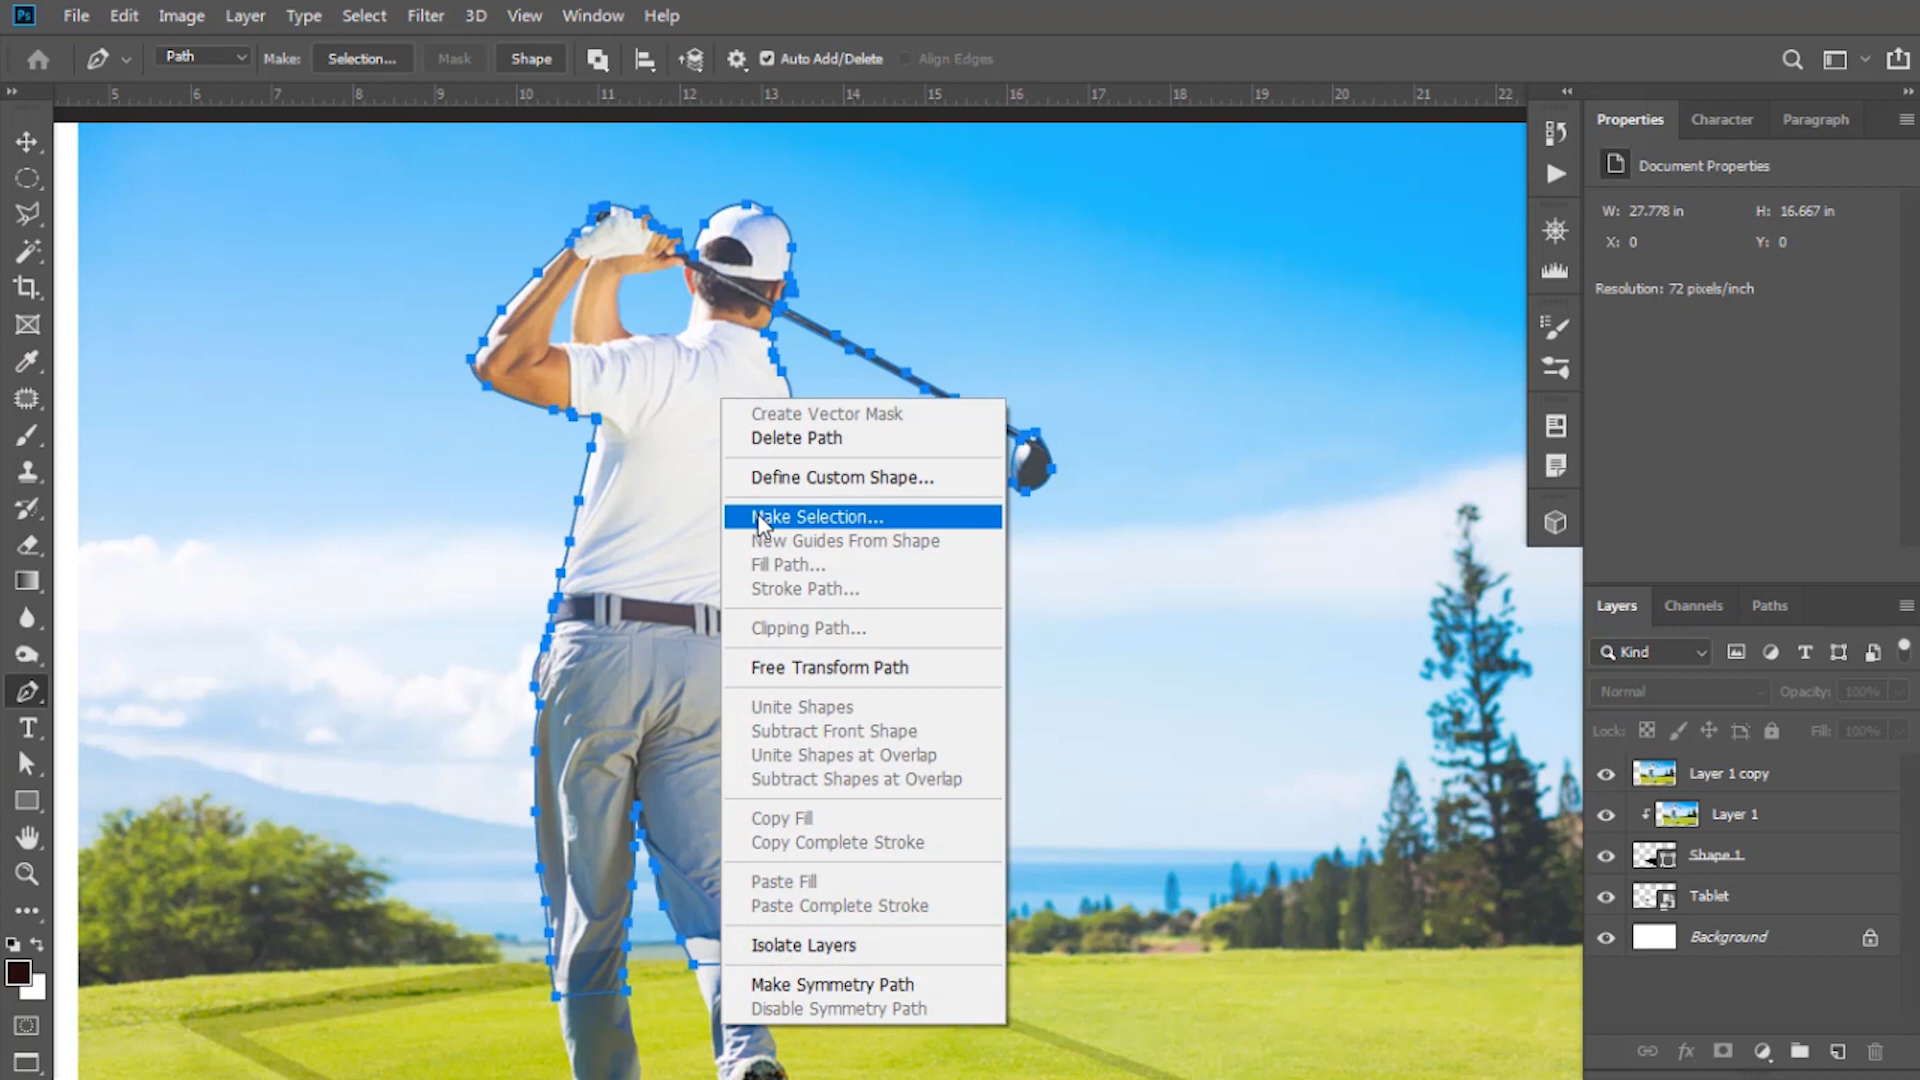 Ps File Edit Image Layer Type Select Filter 3D View Window Help
Path Make: Selection... Mask Shape Auto Add/Delete Align Edges
5 6 7 8 9 10 11 12 13 14 15 16 17 18 19 20 21 22
Properties Character Paragraph
Document Properties
W: 27.778 in H: 16.667 in
X: 0 Y: 0
Resolution: 72 pixels/inch
Create Vector Mask
Delete Path
Define Custom Shape...
Make Selection...
New Guides From Shape
Fill Path...
Stroke Path...
Clipping Path...
Free Transform Path
Unite Shapes
Subtract Front Shape
Unite Shapes at Overlap
Subtract Shapes at Overlap
Copy Fill
Copy Complete Stroke
Paste Fill
Paste Complete Stroke
Isolate Layers
Make Symmetry Path
Disable Symmetry Path
Layers Channels Paths
Kind
Normal Opacity: 100%
Lock: Fill: 100%
Layer 1 copy
Layer 1
Shape 1
Tablet
Background
fx